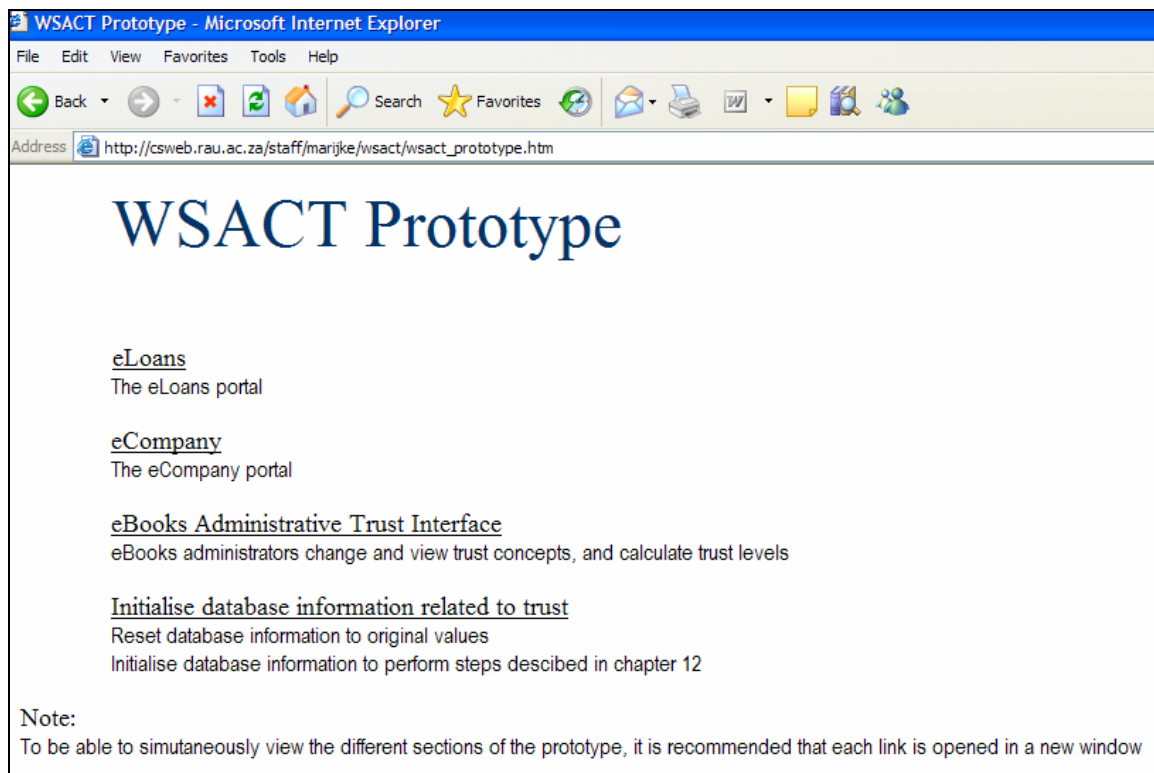 WSACT Prototype - Microsoft Internet Explorer
File Edit View Favorites Tools Help
Back Search Favorites
Address http://csweb.rau.ac.za/staff/marijke/wsact/wsact_prototype.htm
WSACT Prototype
eLoans
The eLoans portal
eCompany
The eCompany portal
eBooks Administrative Trust Interface
eBooks administrators change and view trust concepts, and calculate trust levels
Initialise database information related to trust
Reset database information to original values
Initialise database information to perform steps descibed in chapter 12
Note:
To be able to simutaneously view the different sections of the prototype, it is recommended that each link is opened in a new window